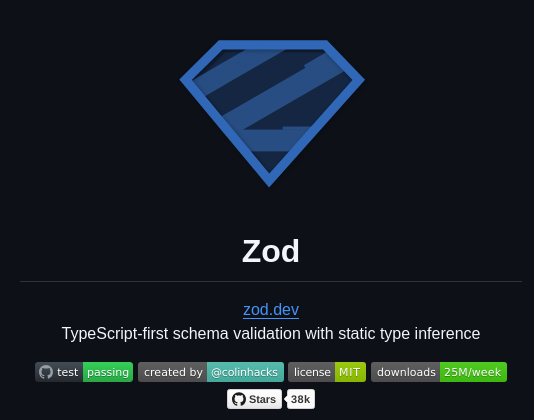 Zod
zod.dev
TypeScript-first schema validation with static type inference
test passing created by @colinhacks license MIT downloads 25M/week
Stars 38k